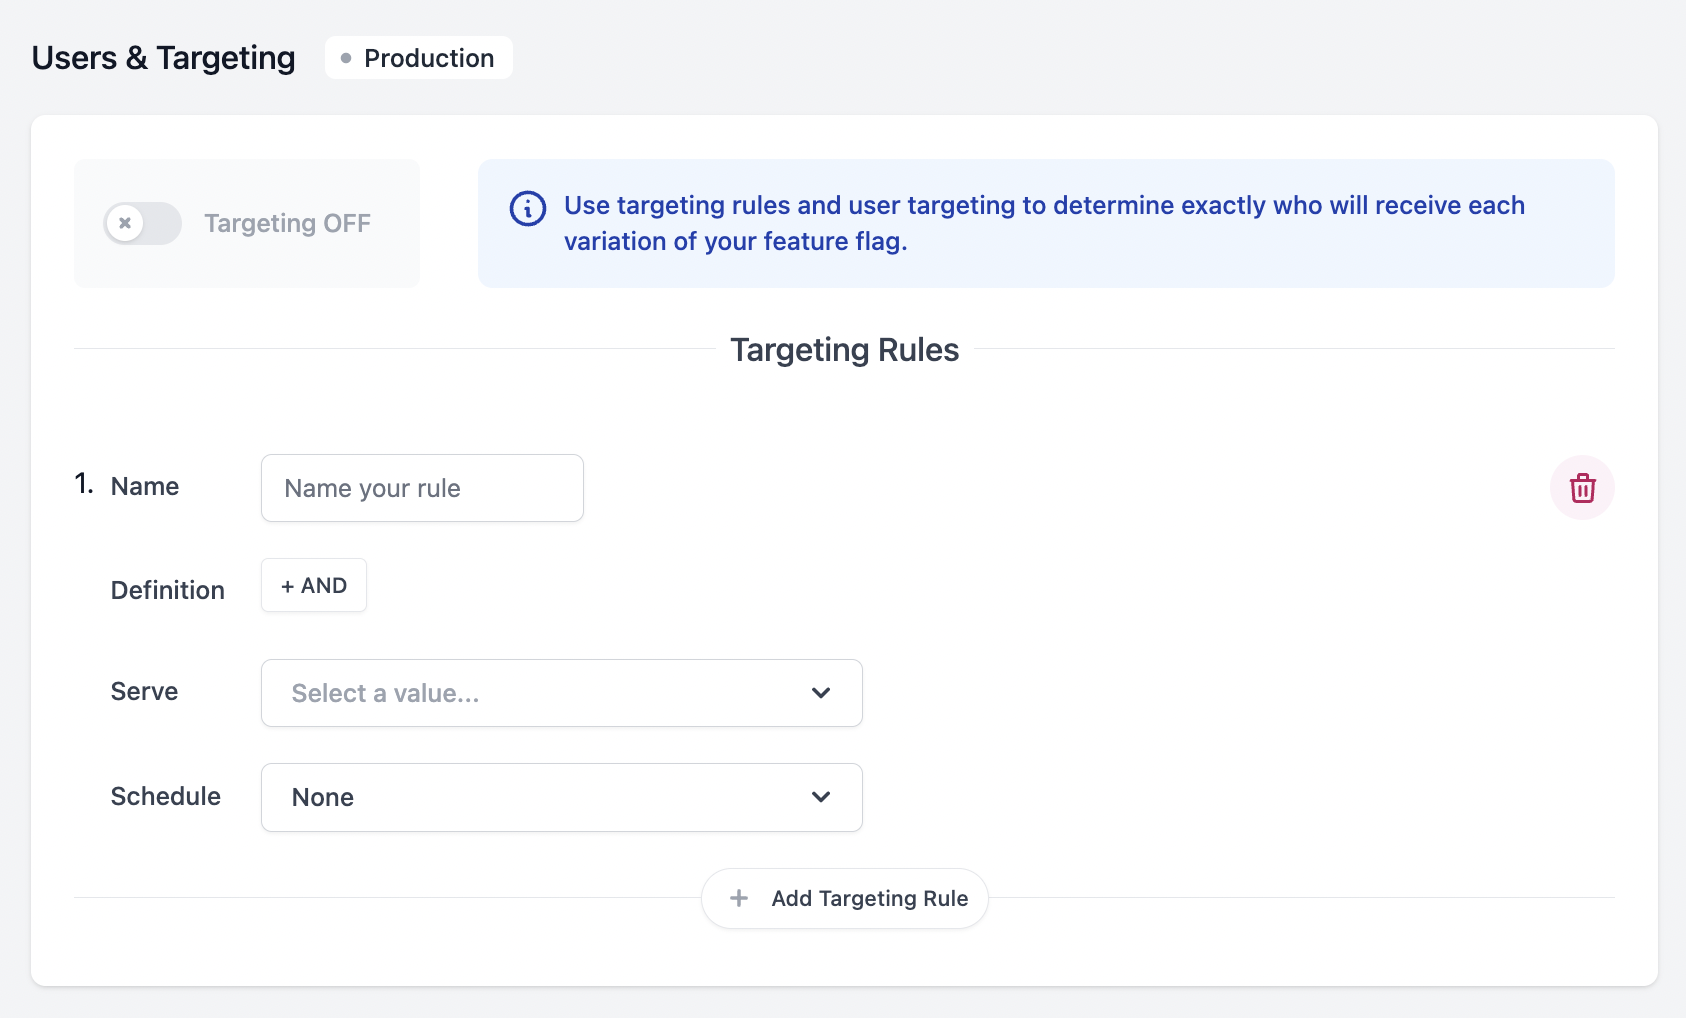 Users & Targeting
Production
Targeting OFF
Use targeting rules and user targeting to determine exactly who will receive each
variation of your feature flag.
Targeting Rules
1. Name
Name your rule
Definition
+ AND
Serve
Select a value...
Schedule
None
+ Add Targeting Rule